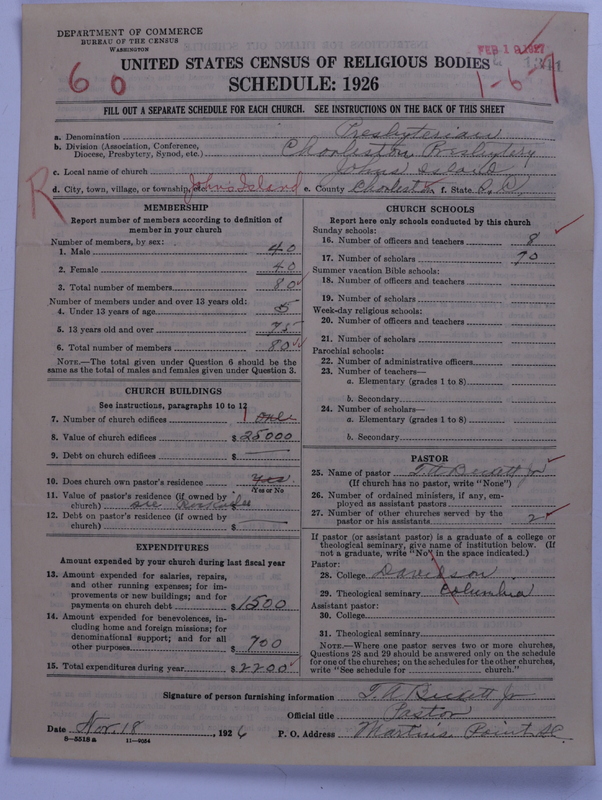 DEPARTMENT OF COMMERCE
BUREAU OF THE CENSUS
WASHINGTON
FEB 1 1927
60
1-6-7
UNITED STATES CENSUS OF RELIGIOUS BODIES
SCHEDULE: 1926
FILL OUT A SEPARATE SCHEDULE FOR EACH CHURCH. SEE INSTRUCTIONS ON THE BACK OF THIS SHEET
a. Denomination Presbyterian
b. Division (Association, Conference, Diocese, Presbytery, Synod, etc.) Charleston Presbytery
c. Local name of church Johns Island
R
d. City, town, village, or township, Johns Island e. County Charleston f. State S.C.
MEMBERSHIP
Report number of members according to definition of
member in your church
Number of members, by sex:
1. Male 40
2. Female 40
3. Total number of members 80
Number of members under and over 13 years old:
4. Under 13 years of age 5
5. 13 years old and over 75
6. Total number of members 80
NOTE.—The total given under Question 6 should be
the same as the total of males and females given under Question 3.
CHURCH BUILDINGS
See instructions, paragraphs 10 to 12
7. Number of church edifices 1 one
8. Value of church edifices $25000
9. Debt on church edifices $
10. Does church own pastor's residence Yes
Yes or No
11. Value of pastor's residence (if owned by
church) see
12. Debt on pastor's residence (if owned by
church) $
EXPENDITURES
Amount expended by your church during last fiscal year
13. Amount expended for salaries, repairs,
and other running expenses; for im-
provements or new buildings; and for
payments on church debt $1500
14. Amount expended for benevolences, in-
cluding home and foreign missions; for
denominational support; and for all
other purposes $700
15. Total expenditures during year $2200
CHURCH SCHOOLS
Report here only schools conducted by this church
Sunday schools:
16. Number of officers and teachers 8
17. Number of scholars 70
Summer vacation Bible schools:
18. Number of officers and teachers
19. Number of scholars
Week-day religious schools:
20. Number of officers and teachers
21. Number of scholars
Parochial schools:
22. Number of administrative officers
23. Number of teachers—
a. Elementary (grades 1 to 8)
b. Secondary
24. Number of scholars—
a. Elementary (grades 1 to 8)
b. Secondary
PASTOR
25. Name of pastor T. A. Beckett Jr
(If church has no pastor, write "None")
26. Number of ordained ministers, if any, em-
ployed as assistant pastors
27. Number of other churches served by the
pastor or his assistants 2
If pastor (or assistant pastor) is a graduate of a college or
theological seminary, give name of institution below. (If
not a graduate, write "No" in the space indicated.)
Pastor:
28. College Davidson
29. Theological seminary Columbia
Assistant pastor:
30. College
31. Theological seminary
NOTE.—Where one pastor serves two or more churches,
Questions 28 and 29 should be answered only on the schedule
for one of the churches; on the schedules for the other churches,
write "See schedule for church."
Signature of person furnishing information T. A. Beckett Jr
Official title Pastor
Date Nov. 18, 1926 P. O. Address Martin's Point S.C.
8—5518 a 11—9054